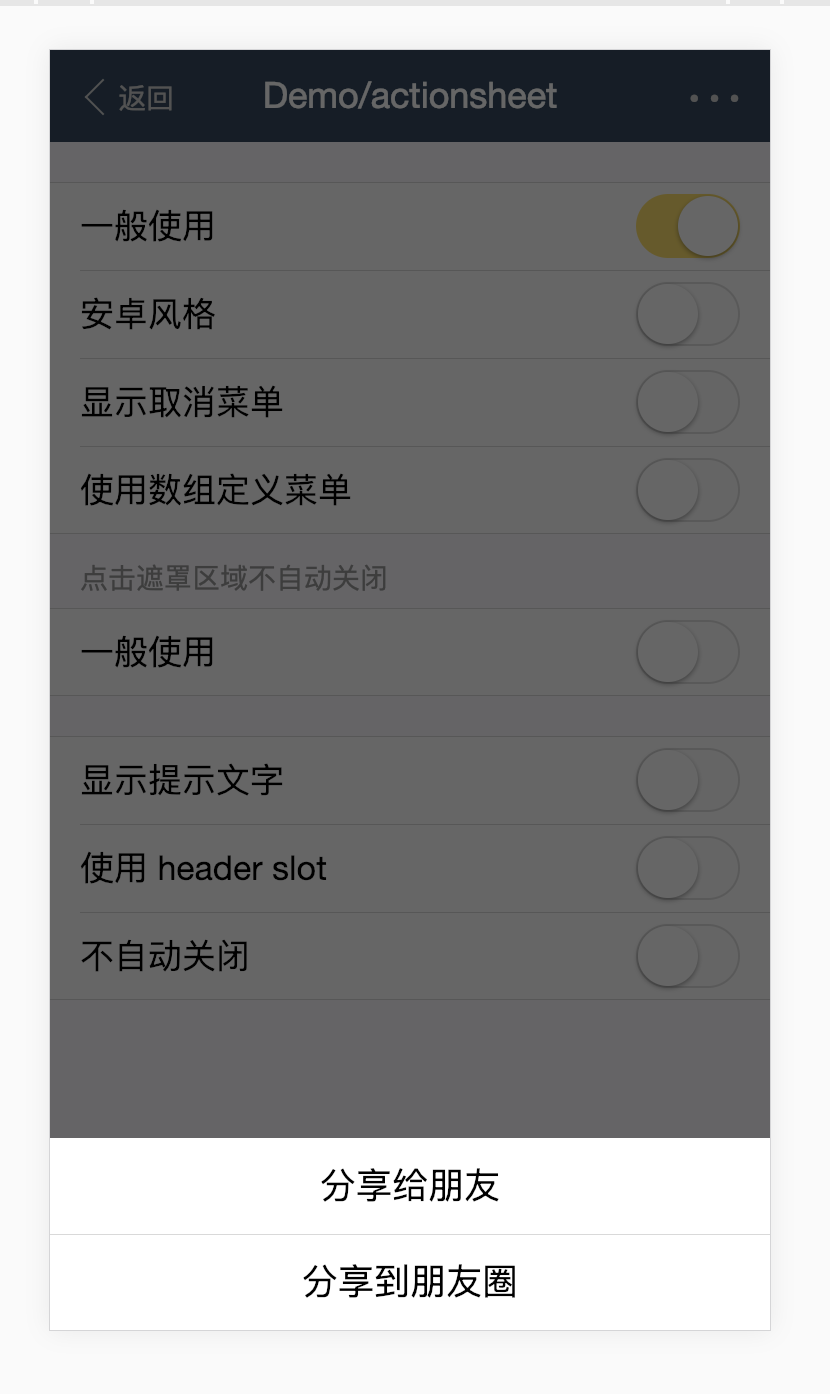 返回 Demo/actionsheet
一般使用
安卓风格
显示取消菜单
使用数组定义菜单
点击遮罩区域不自动关闭
一般使用
显示提示文字
使用 header slot
不自动关闭
分享给朋友
分享到朋友圈